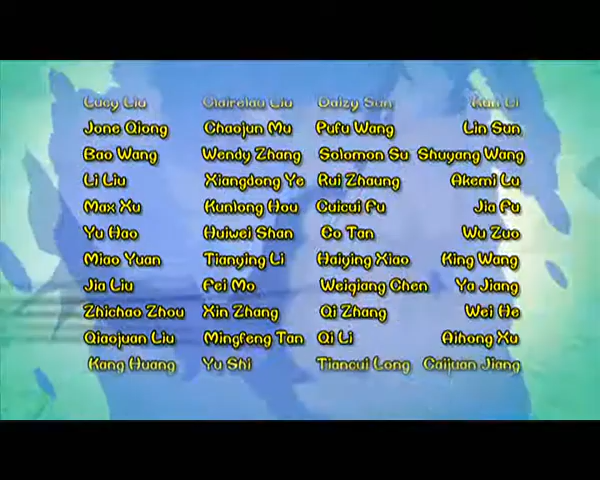 Lucy Liu Clairelau Liu Daizy Sun Kun Li
Jone Qiong Chaojun Mu Pufu Wang Lin Sun
Bao Wang Wendy Zhang Solomon Su Shuyang Wang
Li Liu Xiangdong Ye Rui Zhaung Akemi Lu
Max Xu Kunlong Hou Cuicui Fu Jia Fu
Yu Hao Huiwei Shan Bo Tan Wu Zuo
Miao Yuan Tianying Li Haiying Xiao King Wang
Jia Liu Fei Mo Weiqiang Chen Ya Jiang
Zhichao Zhou Xin Zhang Qi Zhang Wei He
Qiaojuan Liu Mingfeng Tan Qi Li Aihong Xu
Kang Huang Yu Shi Tiancui Long Caijuan Jiang